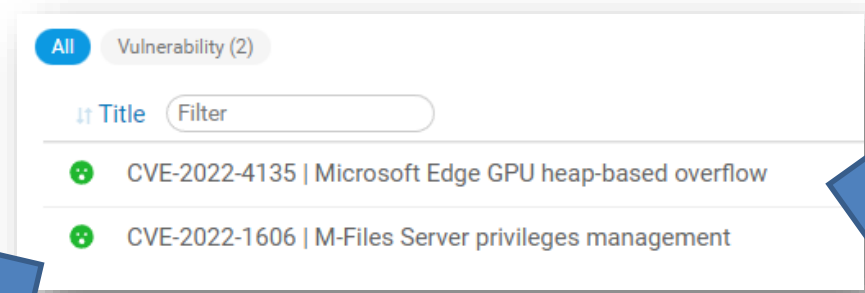 All Vulnerability (2)
Title Filter
CVE-2022-4135 | Microsoft Edge GPU heap-based overflow
CVE-2022-1606 | M-Files Server privileges management